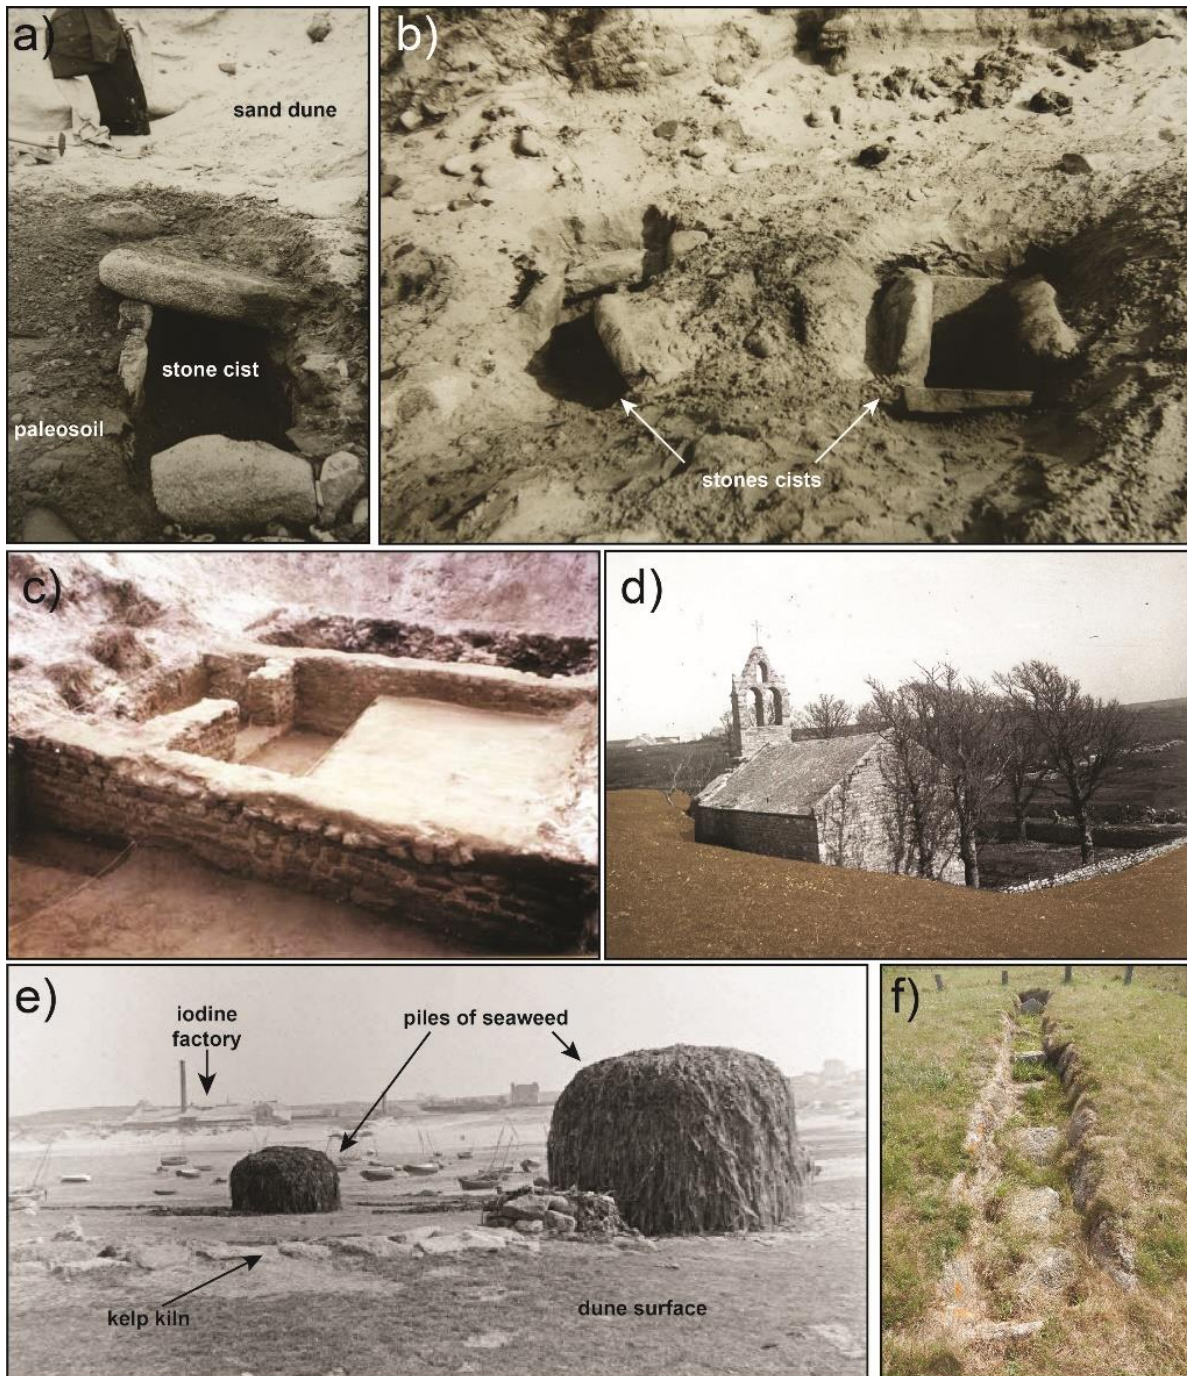 a)
sand dune
stone cist
paleosoil
b)
stones cists
c)
d)
e)
iodine
factory
piles of seaweed
kelp kiln
dune surface
f)